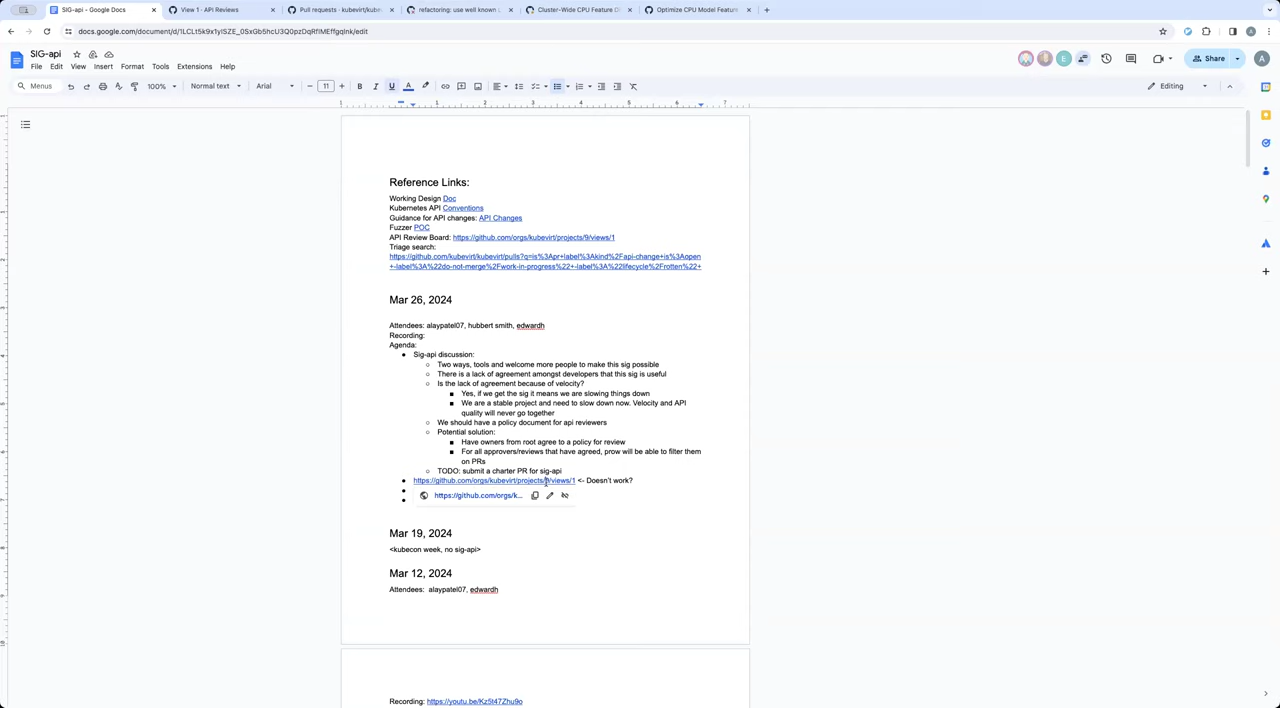 SIG-api - Google Docs
View 1 · API Reviews
Pull requests · kubevirt/kube
refactoring: use well known
Cluster-Wide CPU Feature D
Optimize CPU Model Feature
SIG-api
File Edit View Insert Format Tools Extensions Help
Share
A
Menus
100%
Normal text
Arial
11
Editing
Reference Links:
Working Design Doc
Kubernetes API Conventions
Guidance for API changes: API Changes
Fuzzer POC
API Review Board: https://github.com/orgs/kubevirt/projects/9/views/1
Triage search:
https://github.com/kubevirt/kubevirt/pulls?q=is%3Apr+label%3Akind%2Fapi-change+is%3Aopen
+-label%3A%22do-not-merge%2Fwork-in-progress%22+-label%3A%22lifecycle%2Frotten%22+
Mar 26, 2024
Attendees: alaypatel07, hubbert smith, edwardh
Recording:
Agenda:
● Sig-api discussion:
○ Two ways, tools and welcome more people to make this sig possible
○ There is a lack of agreement amongst developers that this sig is useful
○ Is the lack of agreement because of velocity?
■ Yes, if we get the sig it means we are slowing things down
■ We are a stable project and need to slow down now. Velocity and API
quality will never go together
○ We should have a policy document for api reviewers
○ Potential solution:
■ Have owners from root agree to a policy for review
■ For all approvers/reviews that have agreed, prow will be able to filter them
on PRs
○ TODO: submit a charter PR for sig-api
● https://github.com/orgs/kubevirt/projects/9/views/1 <- Doesn't work?
https://github.com/orgs/k...
Mar 19, 2024
<kubecon week, no sig-api>
Mar 12, 2024
Attendees: alaypatel07, edwardh
Recording: https://youtu.be/Kz5t47Zhu9o